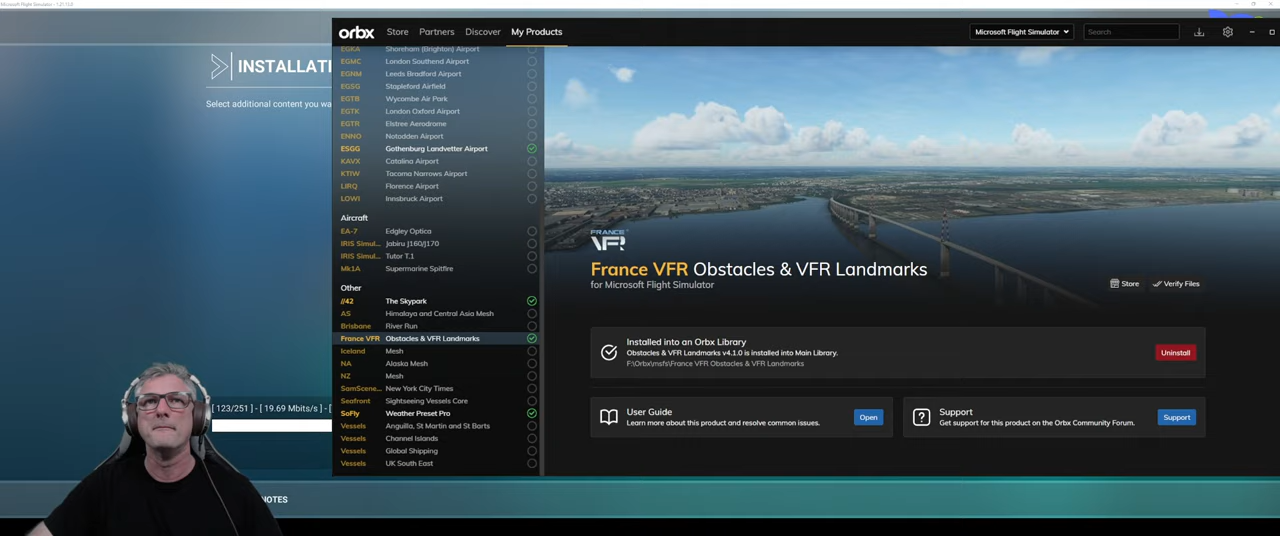 Microsoft Flight Simulator - 1.21.13.0
orbx
Store
Partners
Discover
My Products
Microsoft Flight Simulator
Search
INSTALLATI
Select additional content you wa
EGKA Shoreham (Brighton) Airport
EGMC London Southend Airport
EGNM Leeds Bradford Airport
EGSG Stapleford Airfield
EGTB Wycombe Air Park
EGTK London Oxford Airport
EGTR Elstree Aerodrome
ENNO Notodden Airport
ESGG Gothenburg Landvetter Airport
KAVX Catalina Airport
KTIW Tacoma Narrows Airport
LIRQ Florence Airport
LOWI Innsbruck Airport
Aircraft
EA-7 Edgley Optica
IRIS Simul... Jabiru J160/J170
IRIS Simul... Tutor T.1
Mk1A Supermarine Spitfire
Other
//42 The Skypark
AS Himalaya and Central Asia Mesh
Brisbane River Run
France VFR Obstacles & VFR Landmarks
Iceland Mesh
NA Alaska Mesh
NZ Mesh
SamScene... New York City Times
Seafront Sightseeing Vessels Core
SoFly Weather Preset Pro
Vessels Anguilla, St Martin and St Barts
Vessels Channel Islands
Vessels Global Shipping
Vessels UK South East
FRANCE
VFR
France VFR Obstacles & VFR Landmarks
for Microsoft Flight Simulator
Store
Verify Files
Installed into an Orbx Library
Obstacles & VFR Landmarks v4.1.0 is installed into Main Library.
F:\Orbx\msfs\France VFR Obstacles & VFR Landmarks
Uninstall
User Guide
Learn more about this product and resolve common issues.
Open
Support
Get support for this product on the Orbx Community Forum.
Support
[ 123/251 ] - [ 19.69 Mbits/s ] - [
NOTES